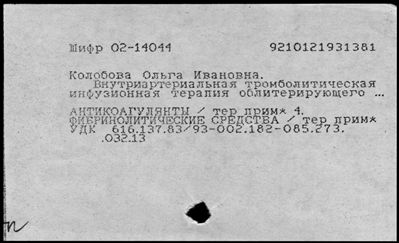 Шифр 02-14044 9210121931381
Колобова Ольга Ивановна.
Внутриартериальная тромболитическая
инфузионная терапия облитерирующего ...
АНТИКОАГУЛЯНТЫ / тер прим* 4.
ФИБРИНОЛИТИЧЕСКИЕ СРЕДСТВА / тер прим*
УДК 616.137.83/93-002.182-085.273.
.032.13